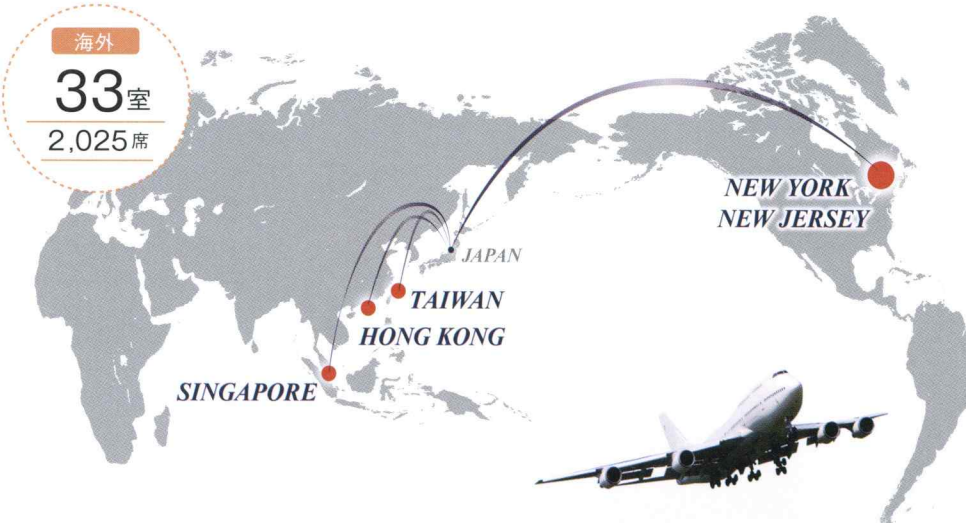 海外
33室
2,025席
NEW YORK
NEW JERSEY
JAPAN
TAIWAN
HONG KONG
SINGAPORE